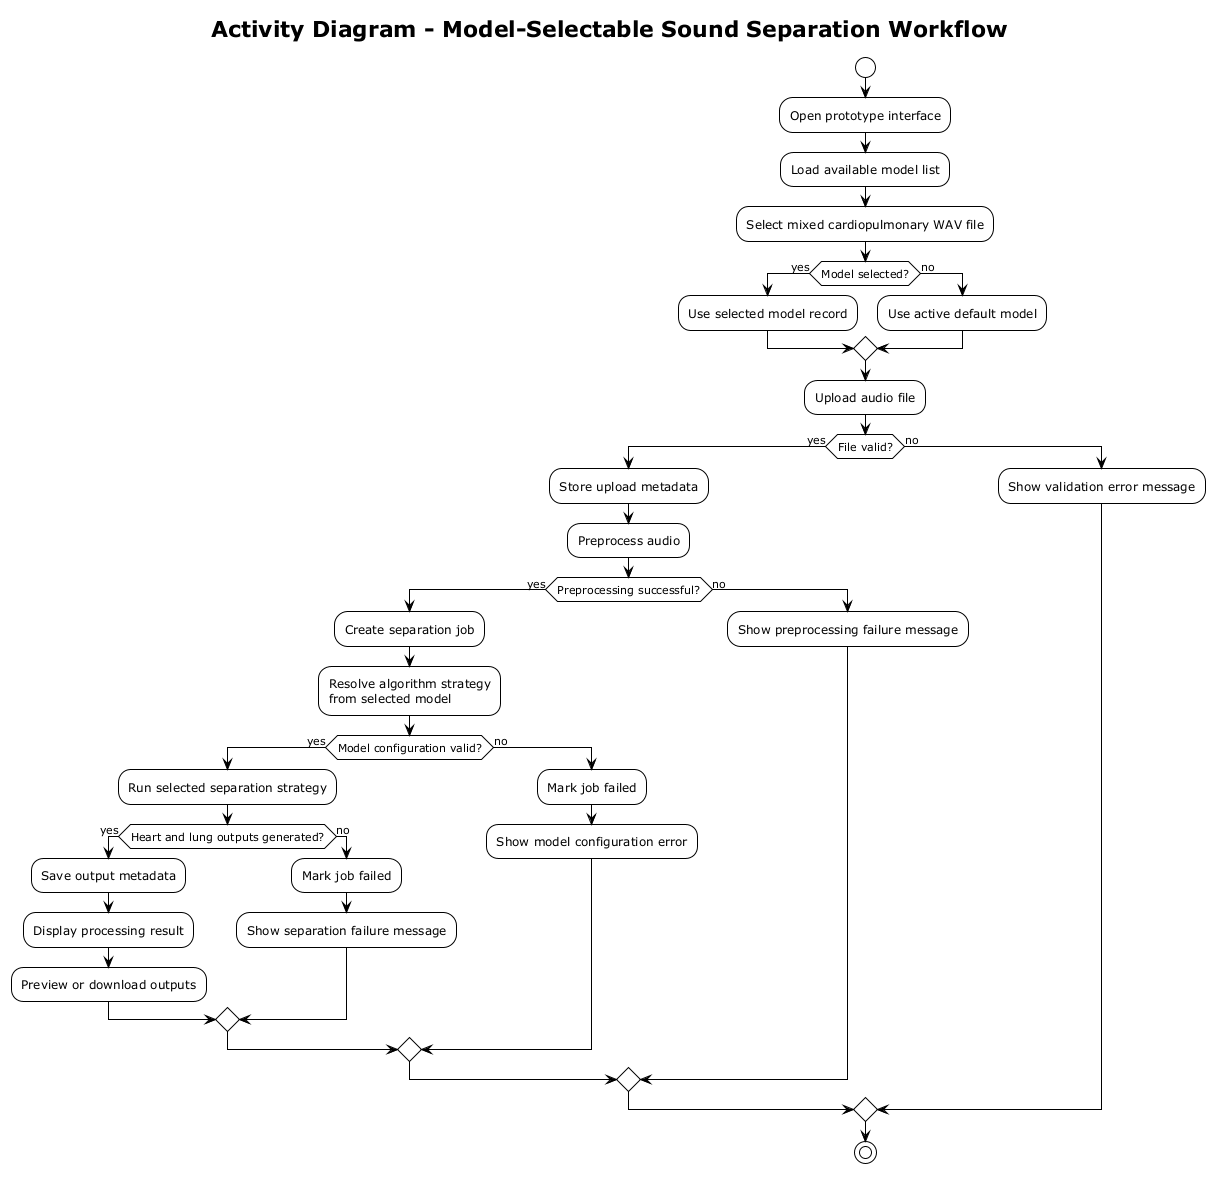 Activity Diagram - Model-Selectable Sound Separation Workflow
Open prototype interface
Load available model list
Select mixed cardiopulmonary WAV file
yes
Model selected?
no
Use selected model record
Use active default model
Upload audio file
yes
File valid?
no
Store upload metadata
Show validation error message
Preprocess audio
yes
Preprocessing successful?
no
Create separation job
Show preprocessing failure message
Resolve algorithm strategy
from selected model
yes
Model configuration valid?
no
Run selected separation strategy
Mark job failed
yes
Heart and lung outputs generated?
no
Show model configuration error
Save output metadata
Mark job failed
Display processing result
Show separation failure message
Preview or download outputs